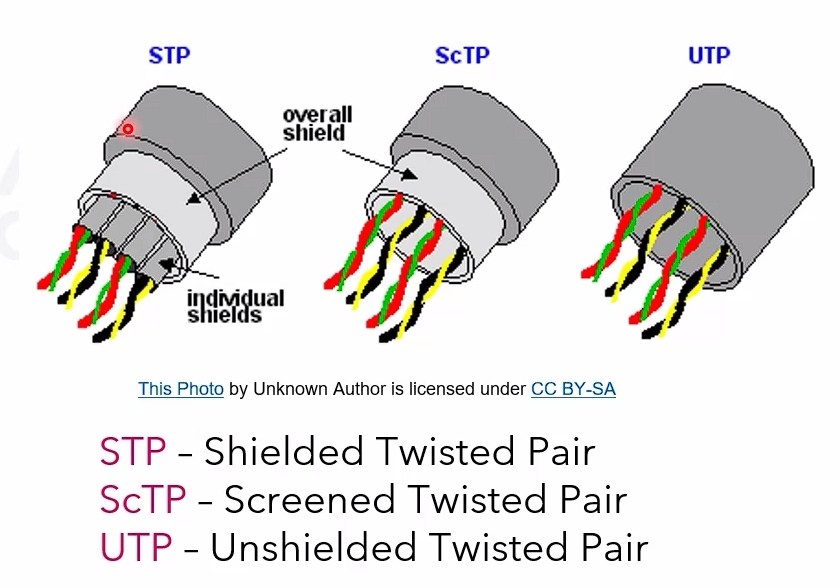 STP
ScTP
UTP
overall
shield
individual
shields
This Photo by Unknown Author is licensed under CC BY-SA
STP – Shielded Twisted Pair
ScTP – Screened Twisted Pair
UTP – Unshielded Twisted Pair